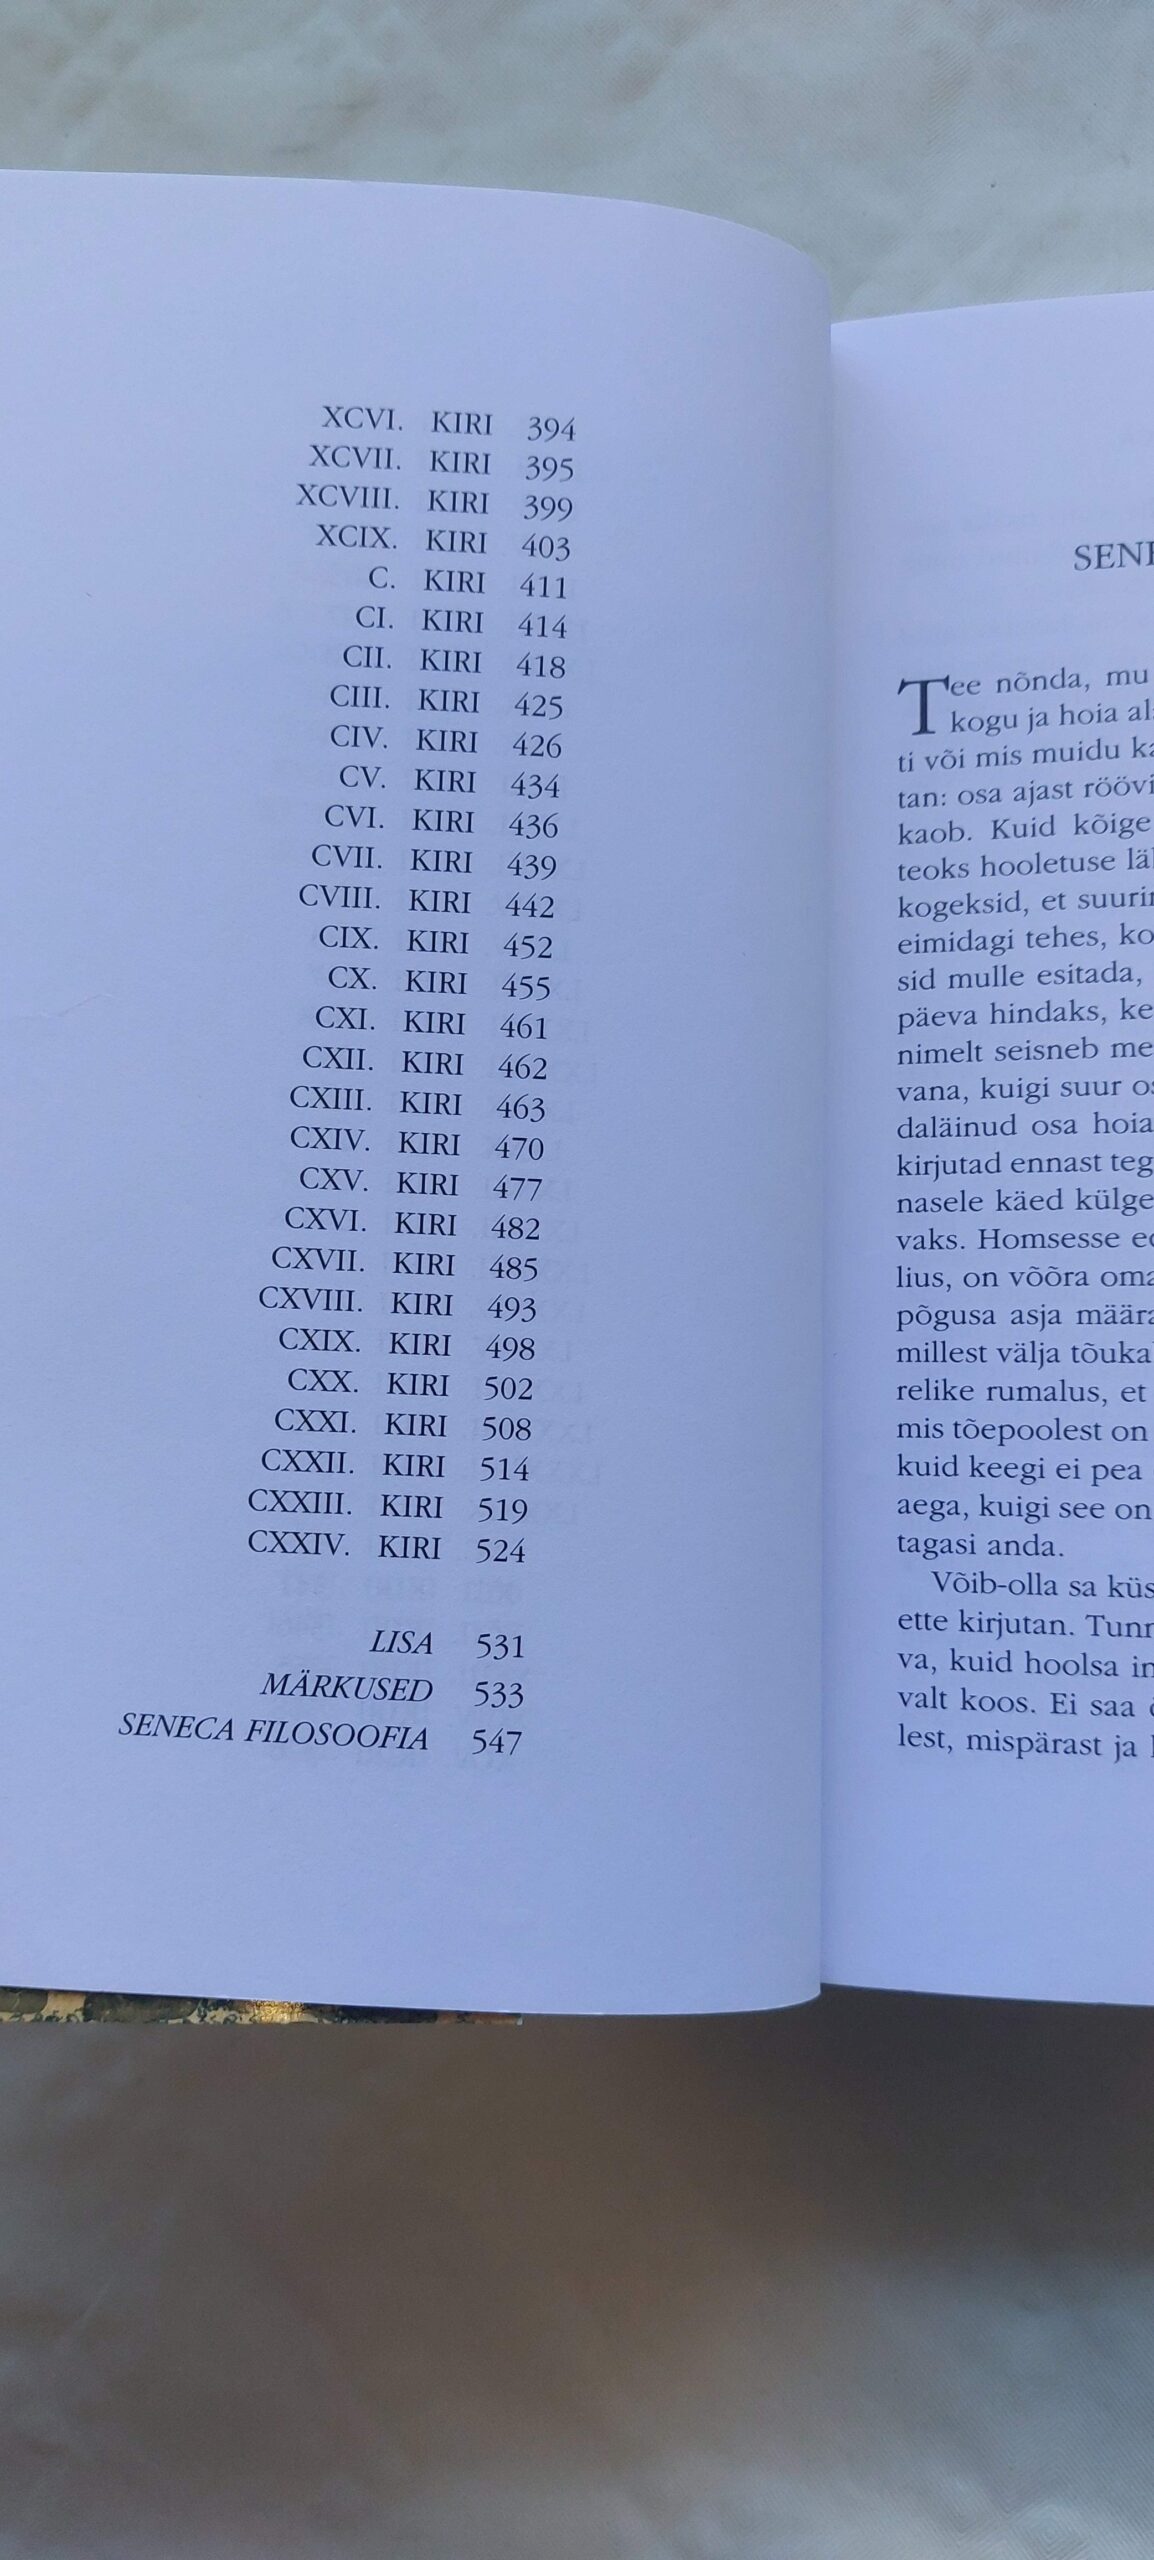 XCVI. KIRI 394
XCVII. KIRI 395
XCVIII. KIRI 399
XCIX. KIRI 403
C. KIRI 411
CI. KIRI 414
CII. KIRI 418
CIII. KIRI 425
CIV. KIRI 426
CV. KIRI 434
CVI. KIRI 436
CVII. KIRI 439
CVIII. KIRI 442
CIX. KIRI 452
CX. KIRI 455
CXI. KIRI 461
CXII. KIRI 462
CXIII. KIRI 463
CXIV. KIRI 470
CXV. KIRI 477
CXVI. KIRI 482
CXVII. KIRI 485
CXVIII. KIRI 493
CXIX. KIRI 498
CXX. KIRI 502
CXXI. KIRI 508
CXXII. KIRI 514
CXXIII. KIRI 519
CXXIV. KIRI 524
LISA 531
MÄRKUSED 533
SENECA FILOSOOFIA 547
Tee nõnda, mu
kogu ja hoia
ti või mis muidu
tan: osa ajast
kaob. Kuid kõige
teoks hooletuse
kogeksid, et
eimidagi tehes,
sid mulle esitada,
päeva hindaks,
nimelt seisneb
vana, kuigi suur
daläinud osa
kirjutad ennast
nasele käed
vaks. Homsesse
lius, on võõra
põgusa asja
millest välja
relike rumalus, et
mis tõepoolest on
kuid keegi ei pea
aega, kuigi see on
tagasi anda.
Võib-olla sa
ette kirjutan.
va, kuid hoolsa
valt koos. Ei saa
lest, mispärast ja